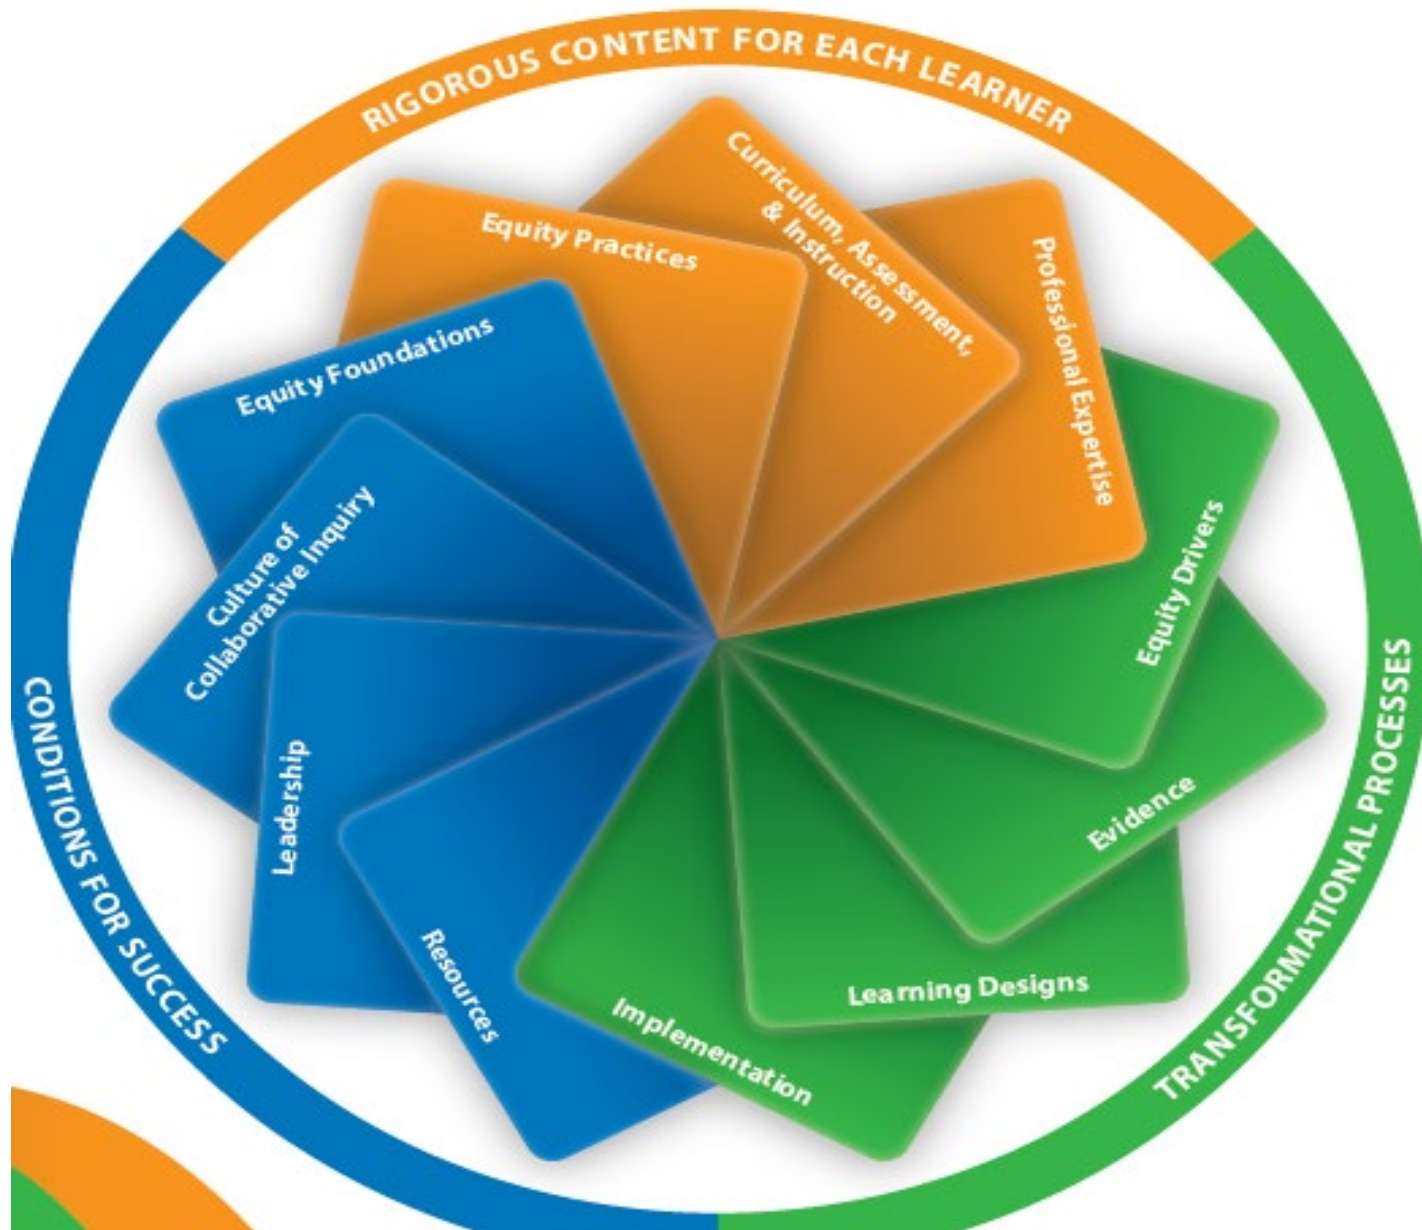 RIGOROUS CONTENT FOR EACH LEARNER
Equity Practices
Curriculum, Assessment,
& Instruction
Professional Expertise
TRANSFORMATIONAL PROCESSES
Equity Drivers
Evidence
Learning Designs
Implementation
CONDITIONS FOR SUCCESS
Equity Foundations
Culture of
Collaborative Inquiry
Leadership
Resources